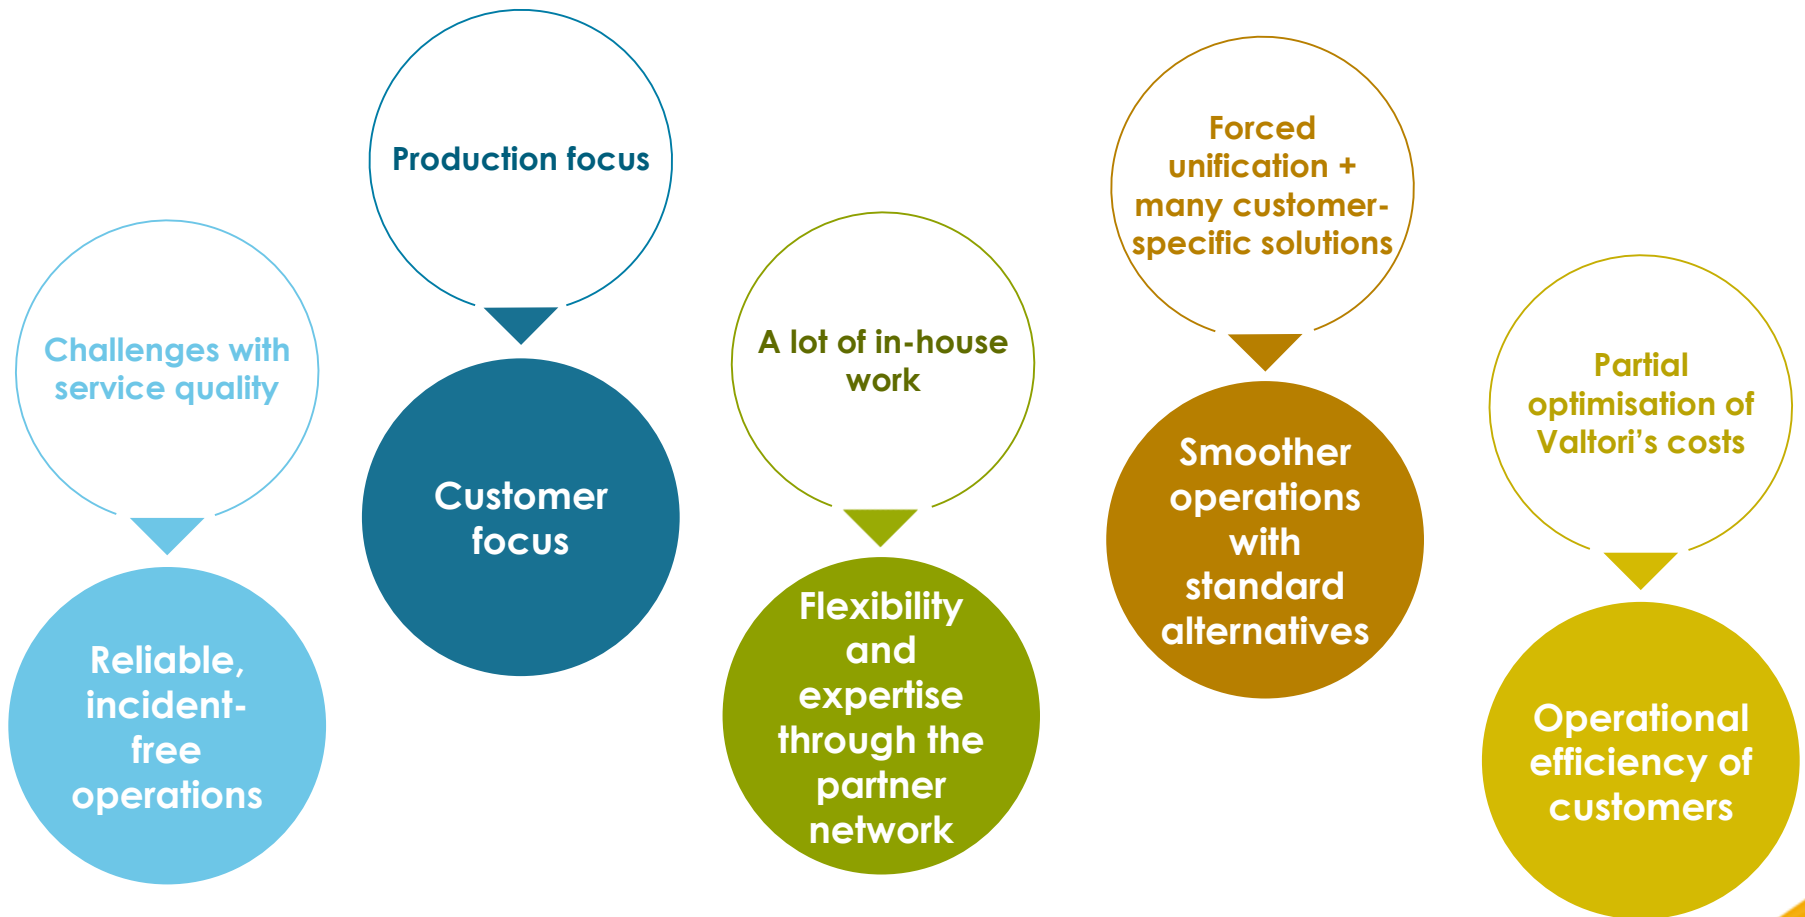 Challenges with
service quality
Reliable,
incident-
free
operations
Production focus
Customer
focus
A lot of in-house
work
Flexibility
and
expertise
through the
partner
network
Forced
unification +
many customer-
specific solutions
Smoother
operations
with
standard
alternatives
Partial
optimisation of
Valtori’s costs
Operational
efficiency of
customers